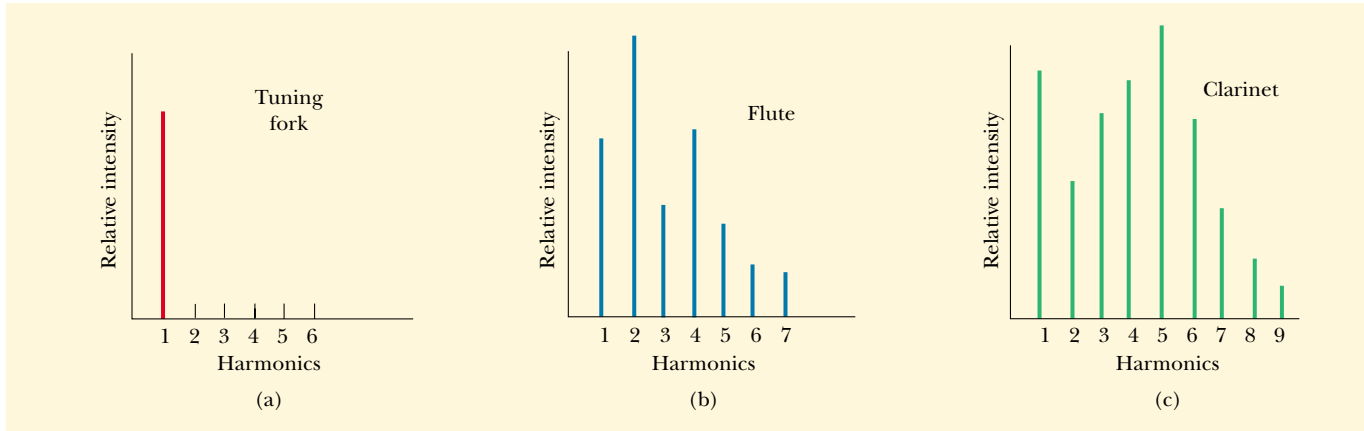 Relative intensity
Tuning
fork
1 2 3 4 5 6
Harmonics
(a)
Relative intensity
Flute
1 2 3 4 5 6 7
Harmonics
(b)
Relative intensity
Clarinet
1 2 3 4 5 6 7 8 9
Harmonics
(c)